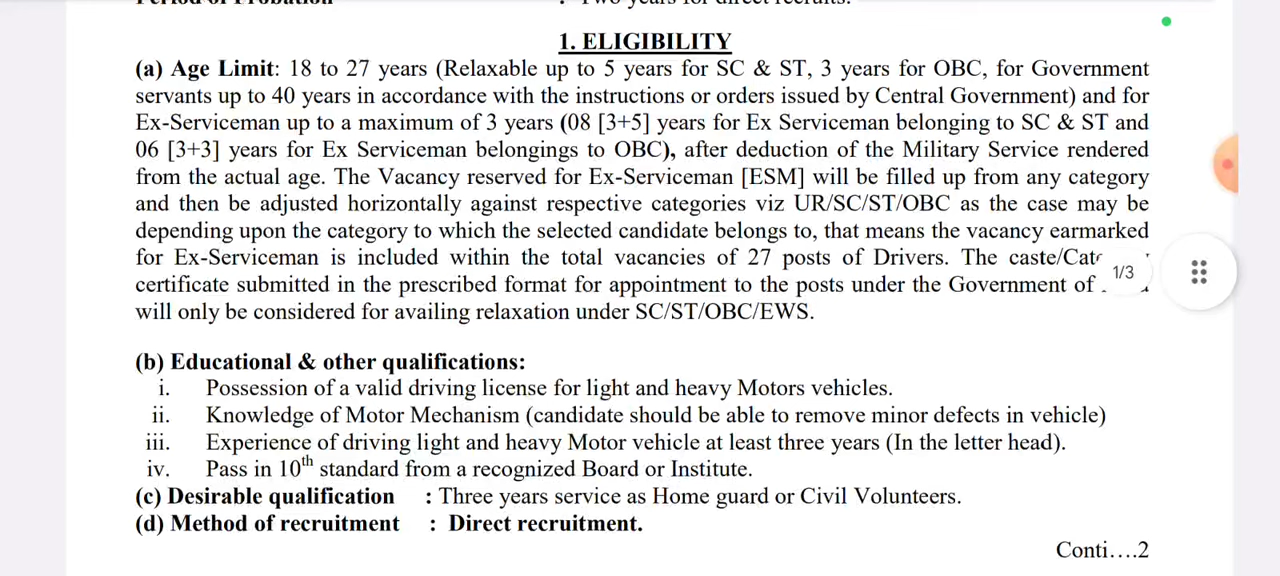 1. ELIGIBILITY
(a) Age Limit: 18 to 27 years (Relaxable up to 5 years for SC & ST, 3 years for OBC, for Government
servants up to 40 years in accordance with the instructions or orders issued by Central Government) and for
Ex-Serviceman up to a maximum of 3 years (08 [3+5] years for Ex Serviceman belonging to SC & ST and
06 [3+3] years for Ex Serviceman belongings to OBC), after deduction of the Military Service rendered
from the actual age. The Vacancy reserved for Ex-Serviceman [ESM] will be filled up from any category
and then be adjusted horizontally against respective categories viz UR/SC/ST/OBC as the case may be
depending upon the category to which the selected candidate belongs to, that means the vacancy earmarked
for Ex-Serviceman is included within the total vacancies of 27 posts of Drivers. The
1/3
certificate submitted in the prescribed format for appointment to the posts under the Government of
will only be considered for availing relaxation under SC/ST/OBC/EWS.
(b) Educational & other qualifications:
i. Possession of a valid driving license for light and heavy Motors vehicles.
ii. Knowledge of Motor Mechanism (candidate should be able to remove minor defects in vehicle)
iii. Experience of driving light and heavy Motor vehicle at least three years (In the letter head).
iv. Pass in 10th standard from a recognized Board or Institute.
(c) Desirable qualification : Three years service as Home guard or Civil Volunteers.
(d) Method of recruitment : Direct recruitment.
Conti....2